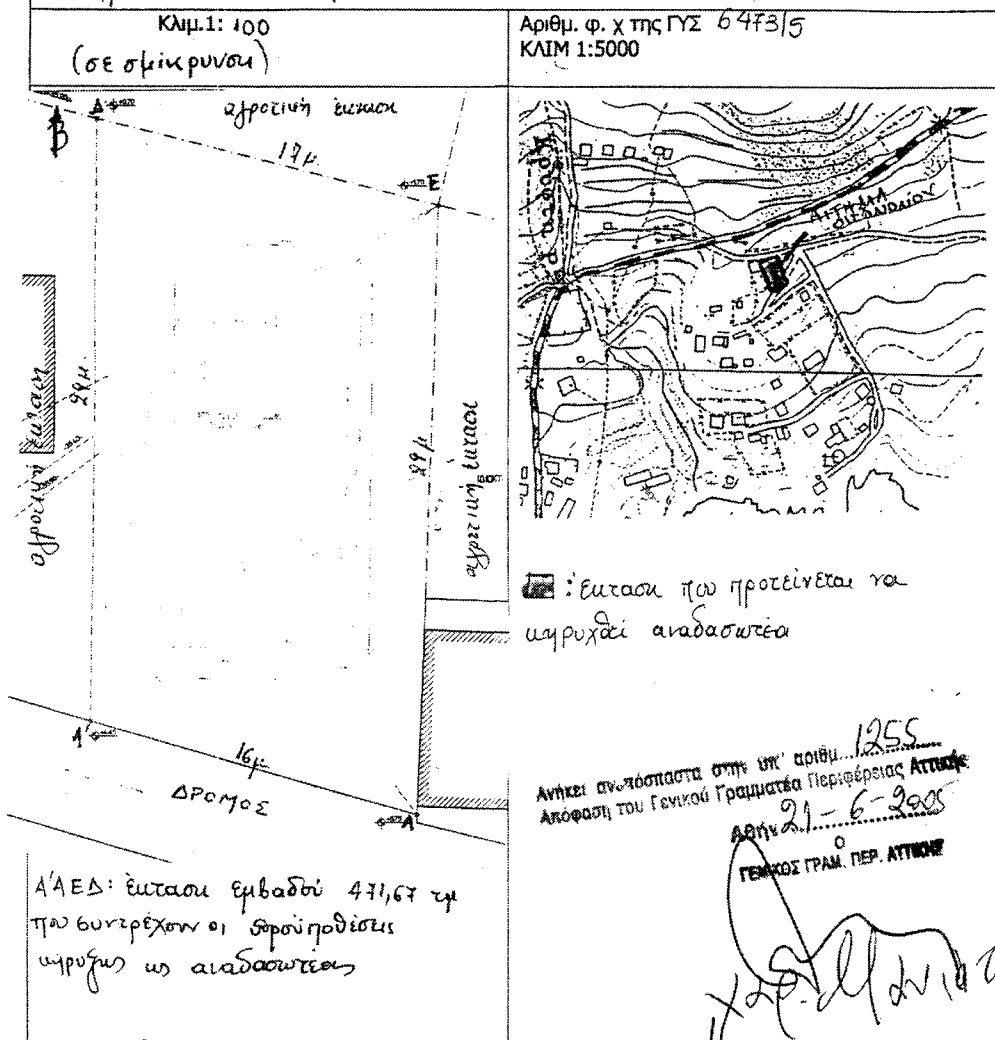 Κλιμ.1: 100
(σε σμίκρυνση)
Αριθμ. φ. χ της ΓΥΣ 6473/5
ΚΛΙΜ 1:5000
Β
Δ
αγροτική έκταση
17μ
Ε
αγροτική έκταση
29μ
αγροτική έκταση
Α'
16μ
ΔΡΟΜΟΣ
Α
Α'ΑΕΔ: έκταση εμβαδού 471,67 τμ
που συντρέχουν οι προϋποθέσεις
κήρυξης ως αναδασωτέας
ΑΙΤΗΜΑ
: έκταση που προτείνεται να
κηρυχθεί αναδασωτέα
Ανήκει αναπόσπαστα στην υπ' αριθμ. 1255
Απόφαση του Γενικού Γραμματέα Περιφέρειας Αττικής
Αθήνα 21-6-2005
Ο
ΓΕΝΙΚΟΣ ΓΡΑΜ. ΠΕΡ. ΑΤΤΙΚΗΣ